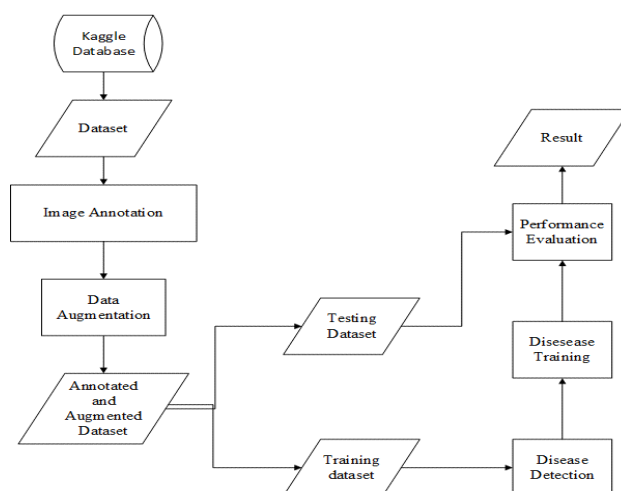 Kaggle
Database
Dataset
Image Annotation
Data
Augmentation
Annotated
and
Augmented
Dataset
Testing
Dataset
Training
dataset
Result
Performance
Evaluation
Disesease
Training
Disease
Detection